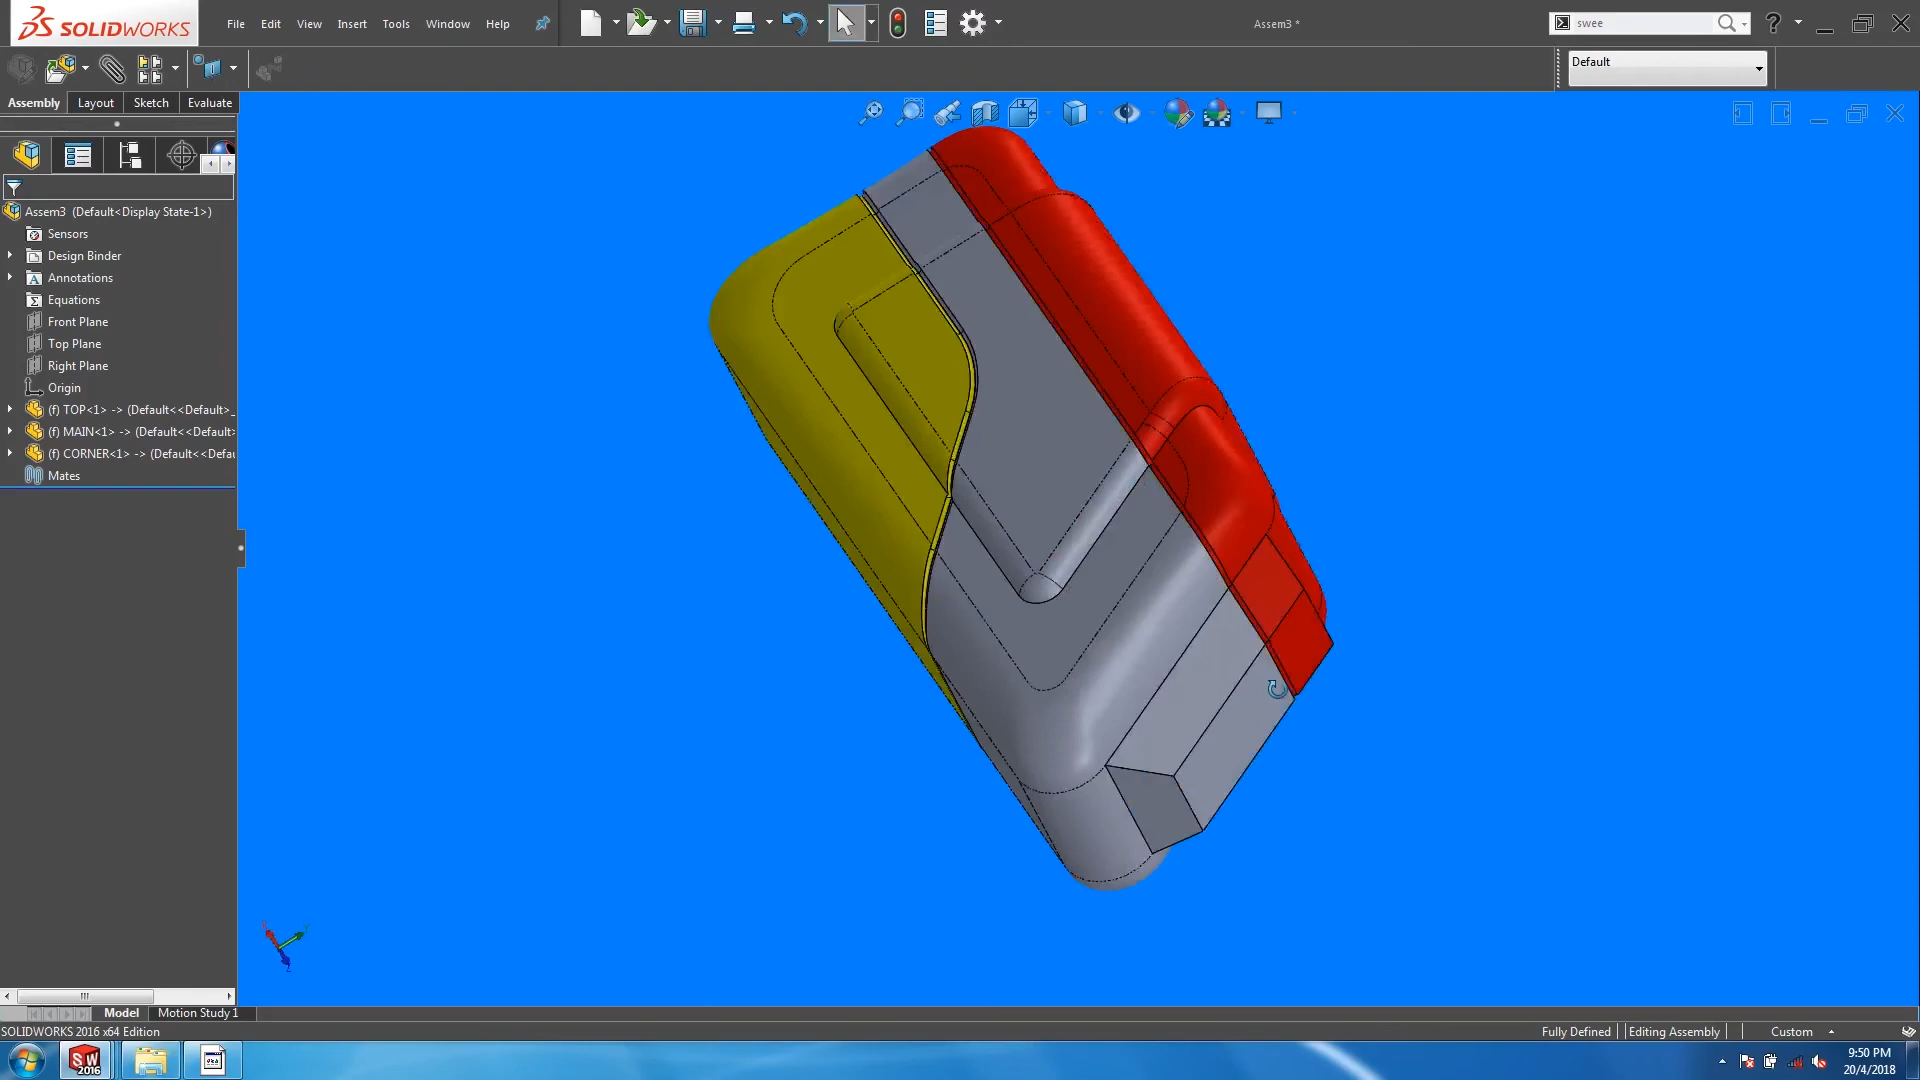 SOLIDWORKS
File Edit View Insert Tools Window Help
Assem3 *
swee
Default
Assembly Layout Sketch Evaluate
Assem3 (Default<Display State-1>)
Sensors
Design Binder
Annotations
Equations
Front Plane
Top Plane
Right Plane
Origin
(f) TOP<1> -> (Default<<Default>_
(f) MAIN<1> -> (Default<<Default>
(f) CORNER<1> -> (Default<<Defau
Mates
Model Motion Study 1
SOLIDWORKS 2016 x64 Edition
Fully Defined Editing Assembly Custom
SW
2016
9:50 PM
20/4/2018